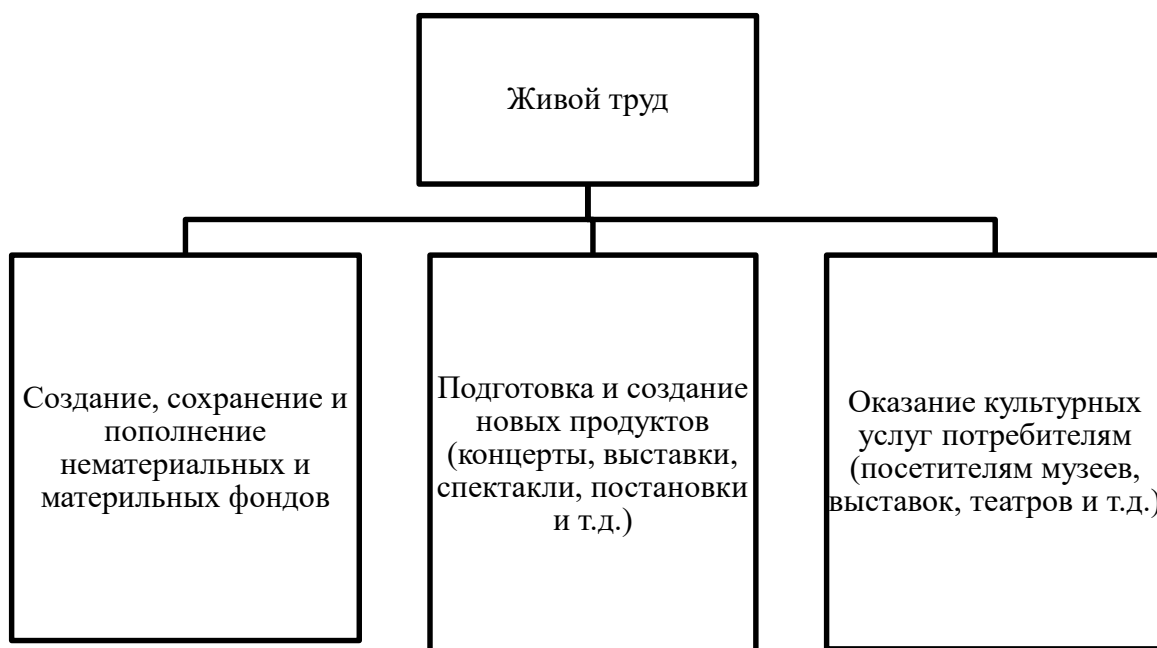 Живой труд
Создание, сохранение и
пополнение
нематериальных и
материльных фондов
Подготовка и создание
новых продуктов
(концерты, выставки,
спектакли, постановки
и т.д.)
Оказание культурных
услуг потребителям
(посетителям музеев,
выставок, театров и т.д.)